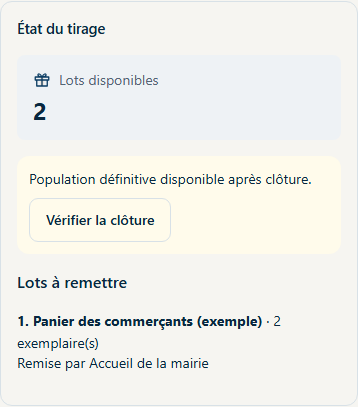 État du tirage
Lots disponibles
2
Population définitive disponible après clôture.
Vérifier la clôture
Lots à remettre
1. Panier des commerçants (exemple) · 2
exemplaire(s)
Remise par Accueil de la mairie